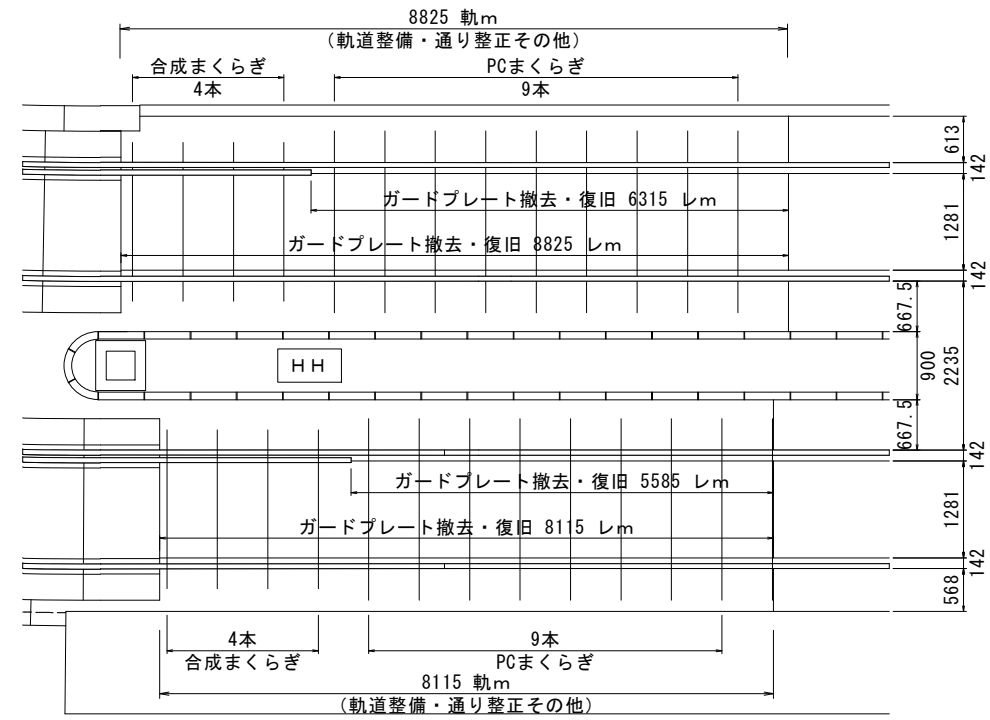 8825 軌m
(軌道整備・通り整正その他)
合成まくらぎ
4本
PCまくらぎ
9本
613
142
ガードプレート撤去・復旧 6315 レm
1281
ガードプレート撤去・復旧 8825 レm
142
667.5
HH
900
2235
667.5
142
ガードプレート撤去・復旧 5585 レm
1281
ガードプレート撤去・復旧 8115 レm
142
568
4本
合成まくらぎ
9本
PCまくらぎ
8115 軌m
(軌道整備・通り整正その他)